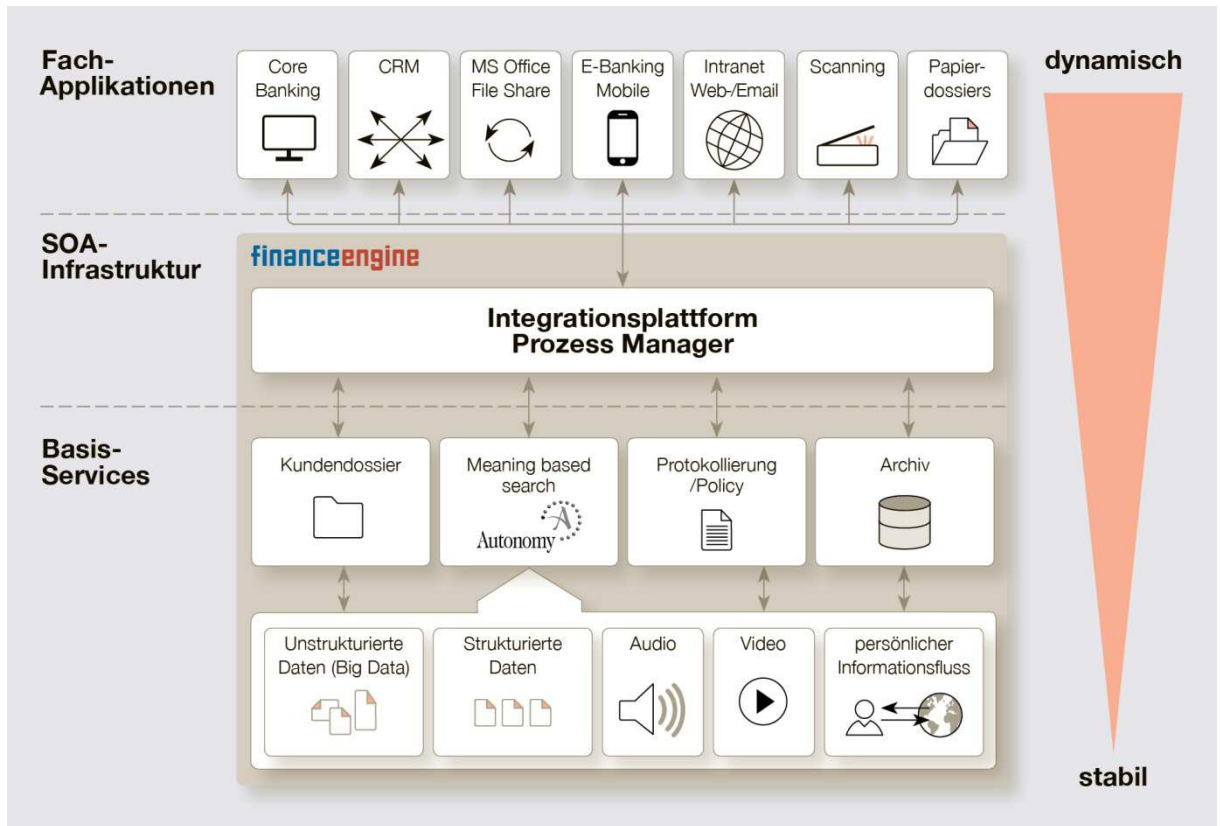 Fach-
Applikationen
Core
Banking
CRM
MS Office
File Share
E-Banking
Mobile
Intranet
Web-/Email
Scanning
Papier-
dossiers
dynamisch
SOA-
Infrastruktur
financeengine
Integrationsplattform
Prozess Manager
Basis-
Services
Kundendossier
Meaning based
search
A
Autonomy
Protokollierung
/Policy
Archiv
Unstrukturierte
Daten (Big Data)
Strukturierte
Daten
Audio
Video
persönlicher
Informationsfluss
stabil